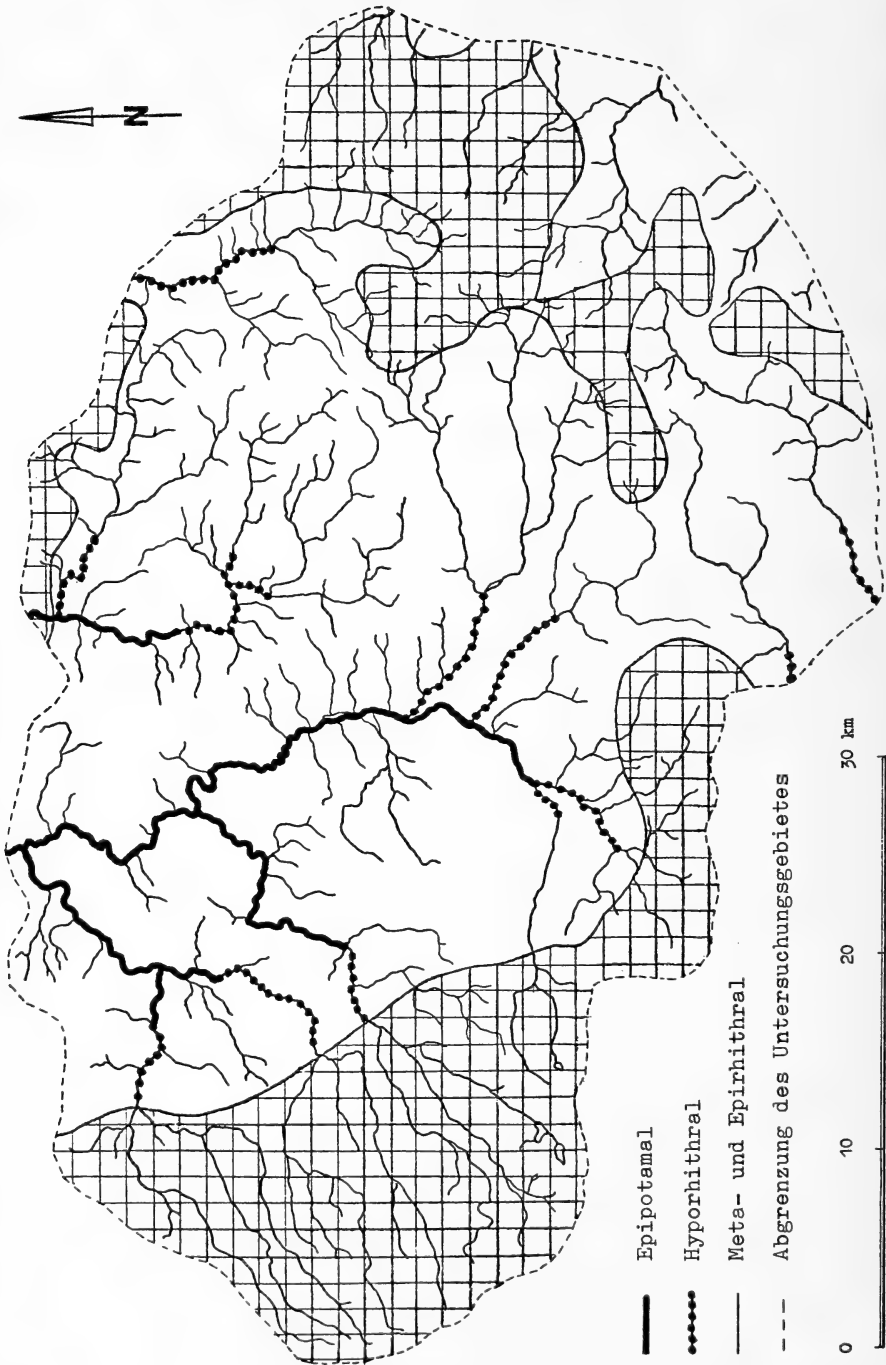 N
Epipotamal
Hyporhithral
Meta- und Epirhithral
Abgrenzung des Untersuchungsgebietes
0 10 20 30 km